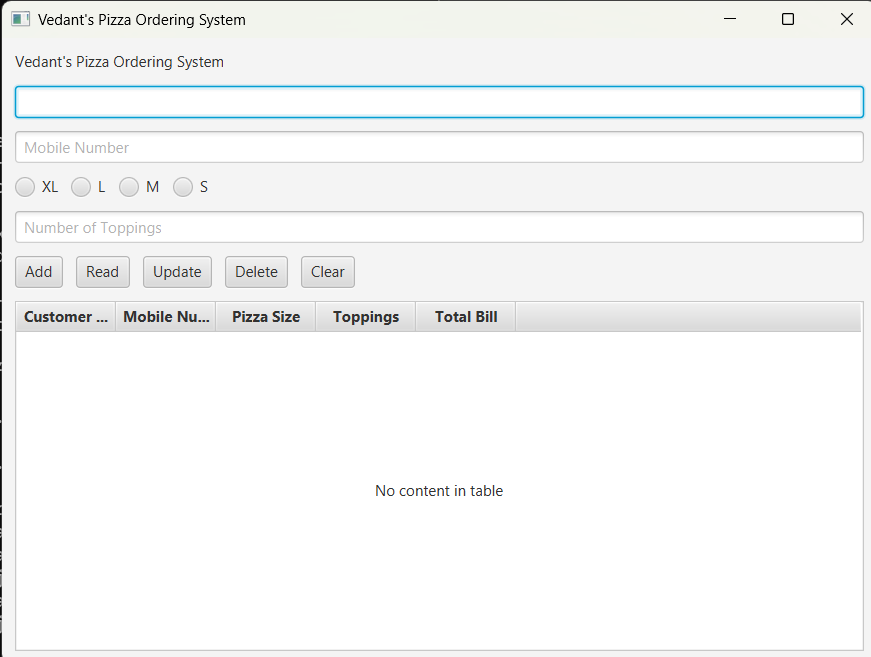 Vedant's Pizza Ordering System
Vedant's Pizza Ordering System
Mobile Number
XL L M S
Number of Toppings
Add Read Update Delete Clear
Customer ... Mobile Nu... Pizza Size Toppings Total Bill
No content in table